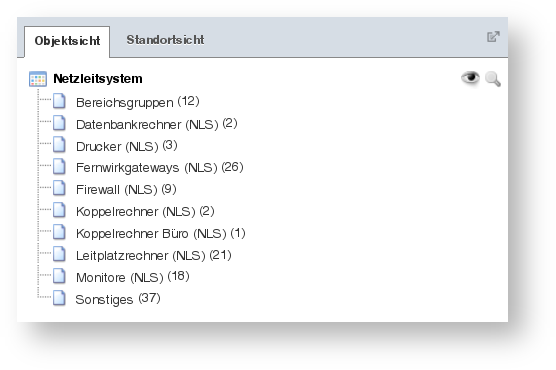 Objektsicht Standortsicht
Netzleitsystem
Bereichsgruppen (12)
Datenbankrechner (NLS) (2)
Drucker (NLS) (3)
Fernwirkgateways (NLS) (26)
Firewall (NLS) (9)
Koppelrechner (NLS) (2)
Koppelrechner Büro (NLS) (1)
Leitplatzrechner (NLS) (21)
Monitore (NLS) (18)
Sonstiges (37)